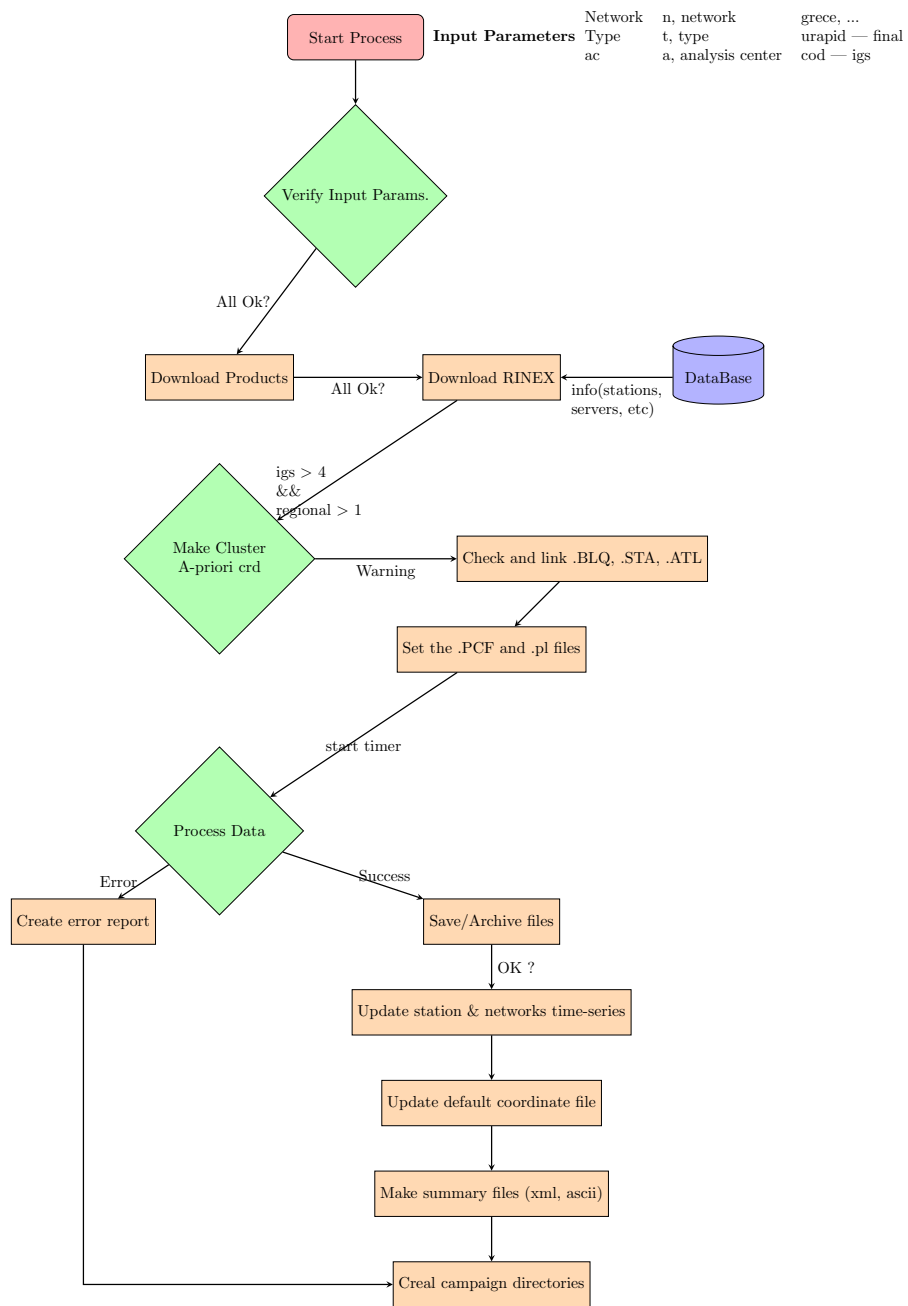 Start Process
Input Parameters
Network n, network grece, ...
Type t, type urapid — final
ac a, analysis center cod — igs
Verify Input Params.
All Ok?
Download Products
All Ok?
Download RINEX
info(stations,
servers, etc)
DataBase
igs > 4
&&
regional > 1
Make Cluster
A-priori crd
Warning
Check and link .BLQ, .STA, .ATL
Set the .PCF and .pl files
start timer
Process Data
Error
Success
Create error report
Save/Archive files
OK ?
Update station & networks time-series
Update default coordinate file
Make summary files (xml, ascii)
Creal campaign directories